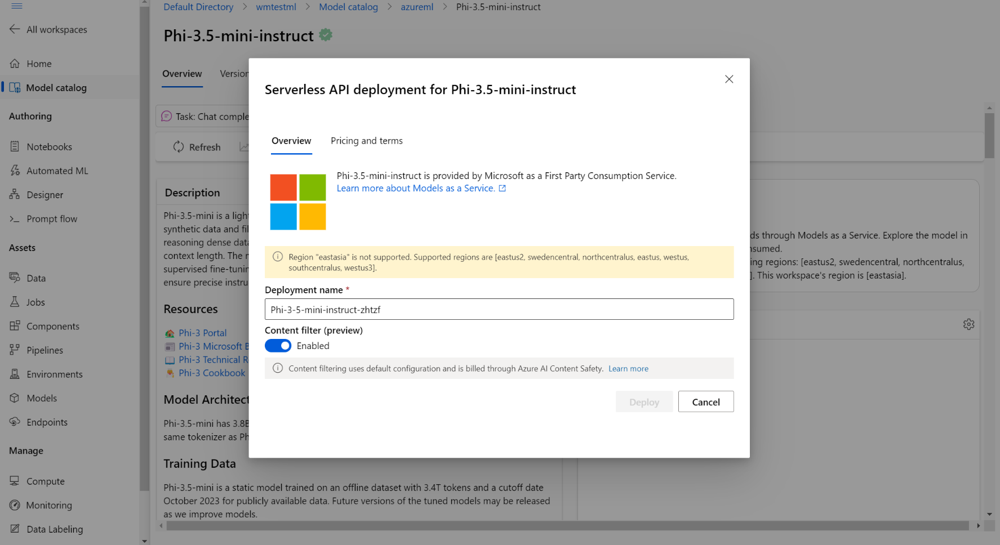 Default Directory > wmtestml > Model catalog > azureml > Phi-3.5-mini-instruct
All workspaces
Home
Model catalog
Authoring
Notebooks
Automated ML
Designer
Prompt flow
Assets
Data
Jobs
Components
Pipelines
Environments
Models
Endpoints
Manage
Compute
Monitoring
Data Labeling
Phi-3.5-mini-instruct
Overview
Version
Task: Chat comple
Refresh
Description
Phi-3.5-mini is a ligh
synthetic data and fi
reasoning dense data
context length. The m
supervised fine-tunin
ensure precise instru
Resources
Phi-3 Portal
Phi-3 Microsoft B
Phi-3 Technical R
Phi-3 Cookbook
Model Architect
Phi-3.5-mini has 3.8B
same tokenizer as Ph
Training Data
Phi-3.5-mini is a static model trained on an offline dataset with 3.4T tokens and a cutoff date
October 2023 for publicly available data. Future versions of the tuned models may be released
as we improve models.
Serverless API deployment for Phi-3.5-mini-instruct
Overview
Pricing and terms
Phi-3.5-mini-instruct is provided by Microsoft as a First Party Consumption Service.
Learn more about Models as a Service.
Region "eastasia" is not supported. Supported regions are [eastus2, swedencentral, northcentralus, eastus, westus,
southcentralus, westus3].
Deployment name *
Phi-3-5-mini-instruct-zhtzf
Content filter (preview)
Enabled
Content filtering uses default configuration and is billed through Azure AI Content Safety. Learn more
Deploy
Cancel
ds through Models as a Service. Explore the model in
nsumed.
ing regions: [eastus2, swedencentral, northcentralus,
]. This workspace's region is [eastasia].